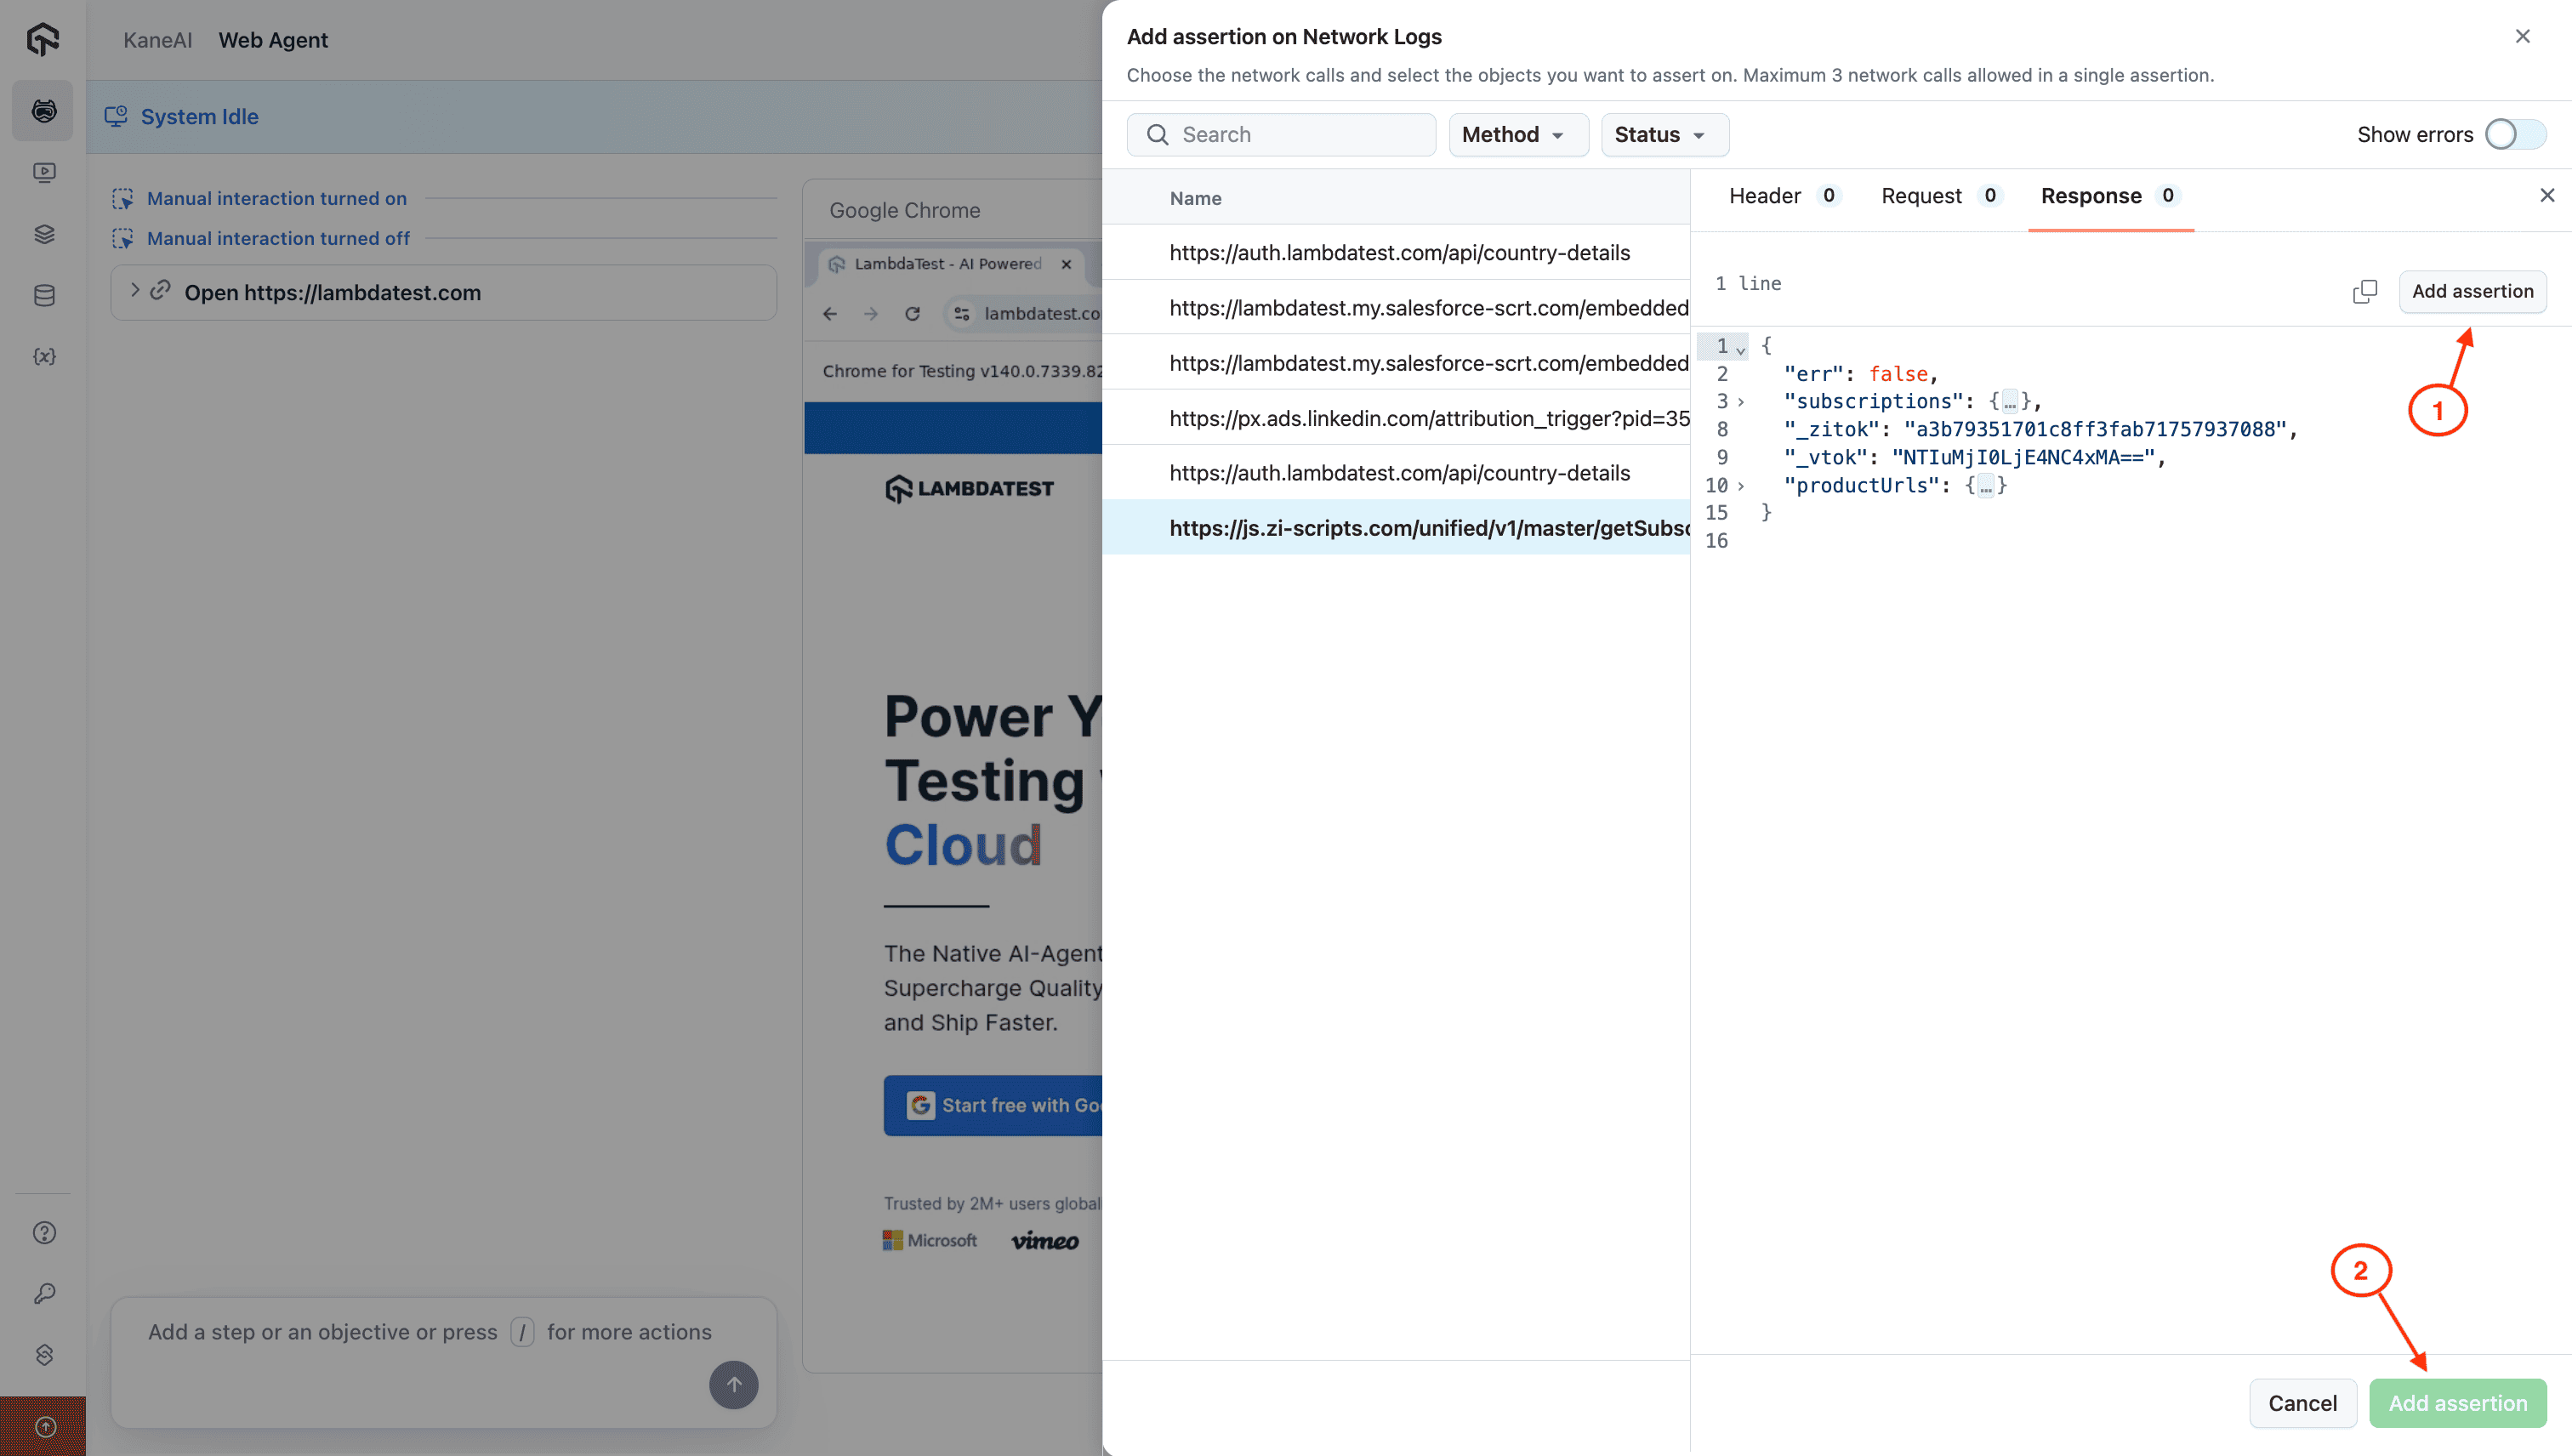 KaneAI Web Agent
System Idle
Manual interaction turned on
Manual interaction turned off
Open https://lambdatest.com
Add a step or an objective or press / for more actions
Google Chrome
LambdaTest - AI Powered
lambdatest.co
Chrome for Testing v140.0.7339.82
LAMBDATEST
Power Y
Testing
Cloud
The Native AI-Agent
Supercharge Quality
and Ship Faster.
Start free with Goo
Trusted by 2M+ users globall
Microsoft vimeo
Add assertion on Network Logs
Choose the network calls and select the objects you want to assert on. Maximum 3 network calls allowed in a single assertion.
Search Method Status Show errors
Name
https://auth.lambdatest.com/api/country-details
https://lambdatest.my.salesforce-scrt.com/embedded
https://lambdatest.my.salesforce-scrt.com/embedded
https://px.ads.linkedin.com/attribution_trigger?pid=35
https://auth.lambdatest.com/api/country-details
https://js.zi-scripts.com/unified/v1/master/getSubsc
Header 0 Request 0 Response 0
1 line Add assertion
1 {
2 "err": false,
3 "subscriptions": {…},
8 "_zitok": "a3b79351701c8ff3fab71757937088",
9 "_vtok": "NTIuMjI0LjE4NC4xMA==",
10 "productUrls": {…}
15 }
16
1
2
Cancel Add assertion